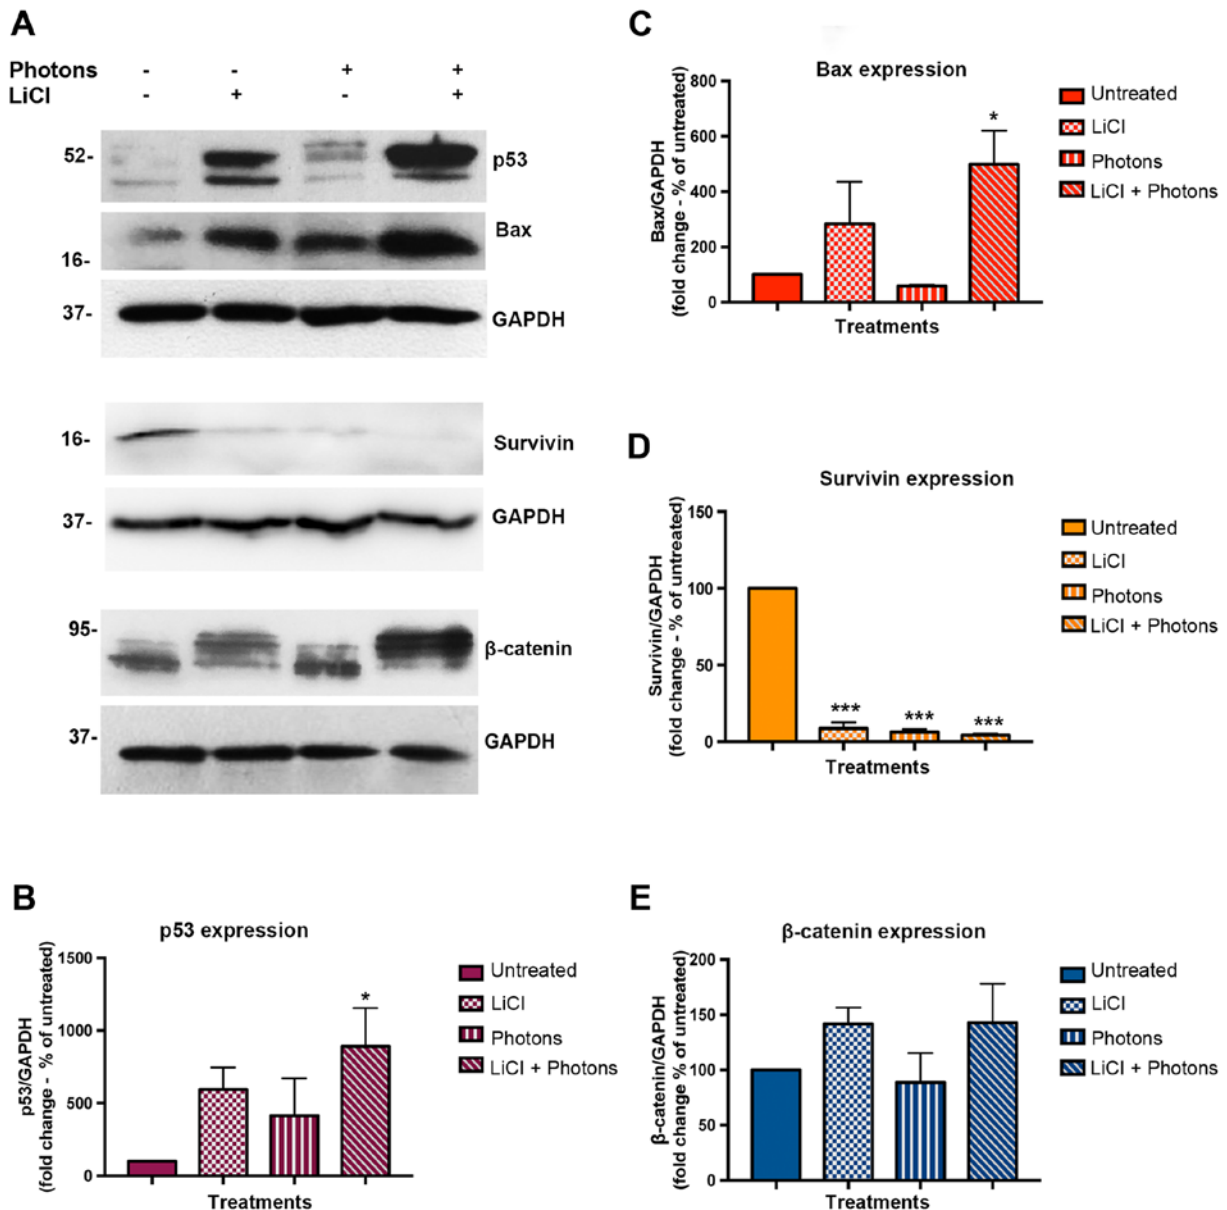 A
Photons - - + +
LiCl - + - +
52- p53
Bax
16-
37- GAPDH
16- Survivin
37- GAPDH
95- β-catenin
37- GAPDH
B
p53 expression
p53/GAPDH
(fold change - % of untreated)
1500
1000
500
0
*
Treatments
Untreated
LiCl
Photons
LiCl + Photons
C
Bax expression
Bax/GAPDH
(fold change - % of untreated)
800
600
400
200
0
*
Treatments
Untreated
LiCl
Photons
LiCl + Photons
D
Survivin expression
Survivin/GAPDH
(fold change - % of untreated)
150
100
50
0
*** *** ***
Treatments
Untreated
LiCl
Photons
LiCl + Photons
E
β-catenin expression
β-catenin/GAPDH
(fold change % of untreated)
200
150
100
50
0
Treatments
Untreated
LiCl
Photons
LiCl + Photons